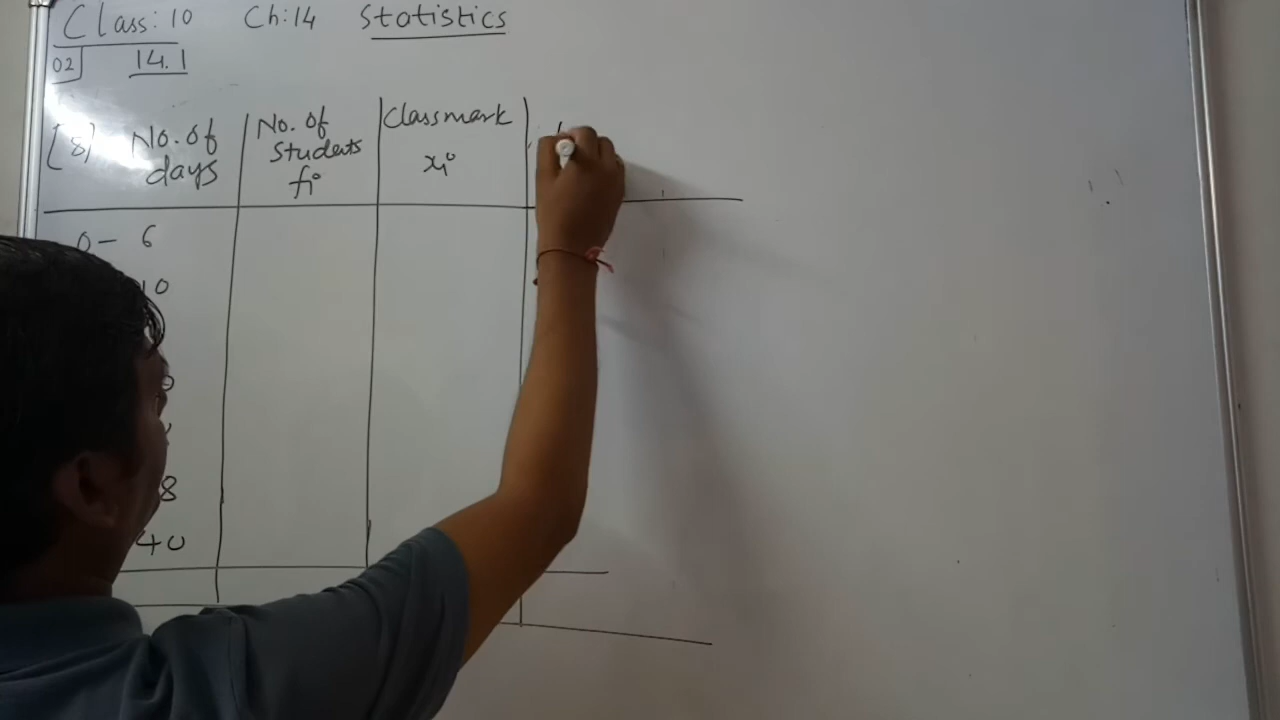 Class: 10 Ch: 14 Statistics
02 14.1
[8] No. of days No. of Students fi Classmark xi
0 - 6
10
8
40